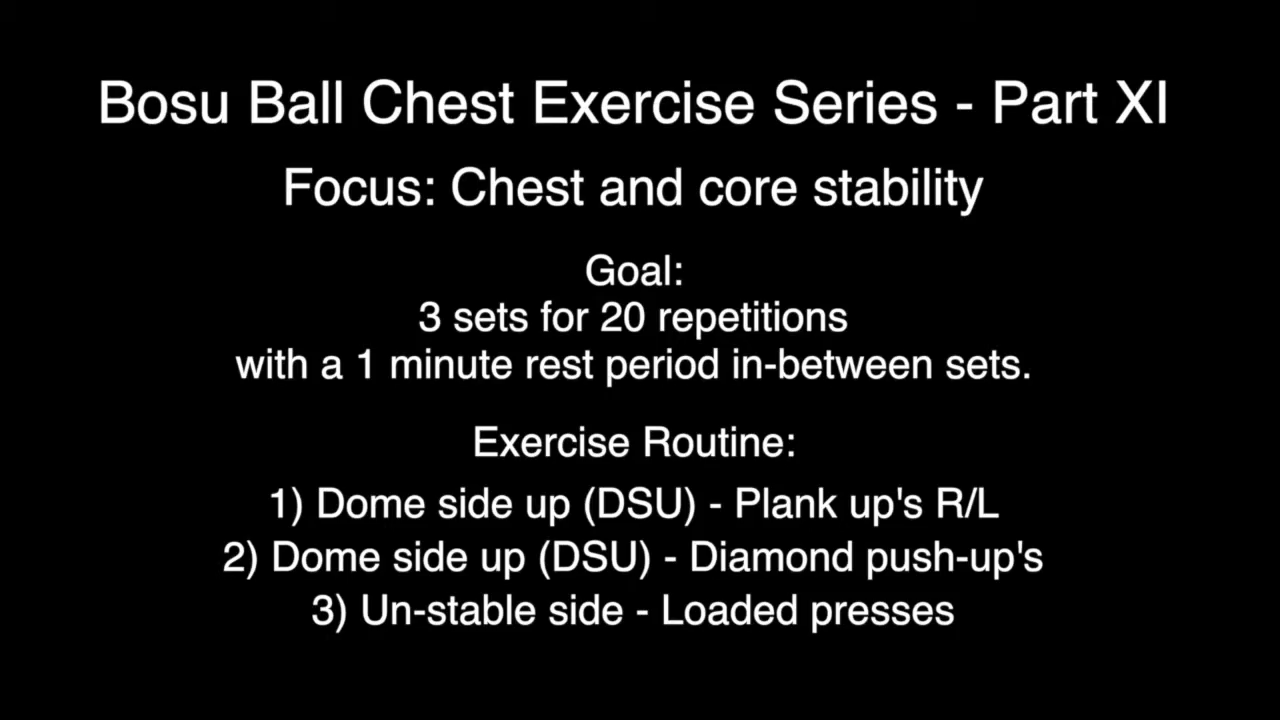 Bosu Ball Chest Exercise Series - Part XI
Focus: Chest and core stability
Goal:
3 sets for 20 repetitions
with a 1 minute rest period in-between sets.
Exercise Routine:
1) Dome side up (DSU) - Plank up's R/L
2) Dome side up (DSU) - Diamond push-up's
3) Un-stable side - Loaded presses